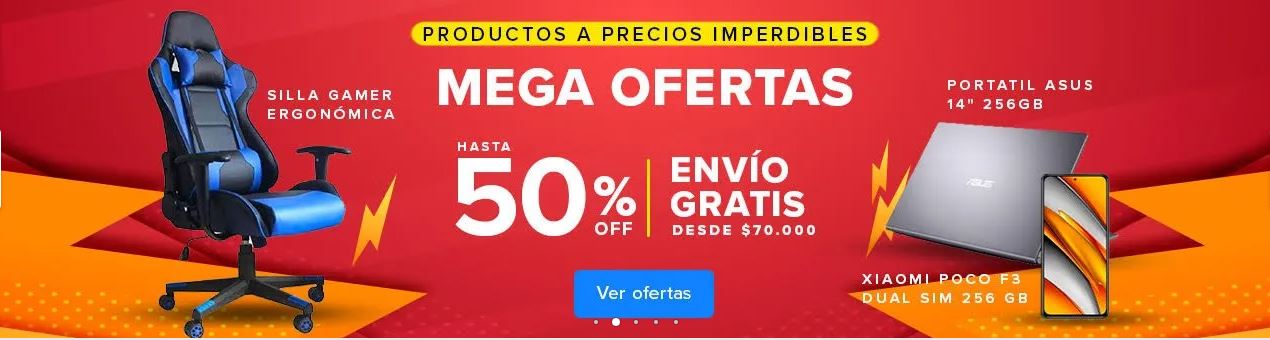 PRODUCTOS A PRECIOS IMPERDIBLES
MEGA OFERTAS
SILLA GAMER
ERGONÓMICA
HASTA
50%
OFF
ENVÍO
GRATIS
DESDE $70.000
Ver ofertas
PORTATIL ASUS
14" 256GB
ASUS
XIAOMI POCO F3
DUAL SIM 256 GB